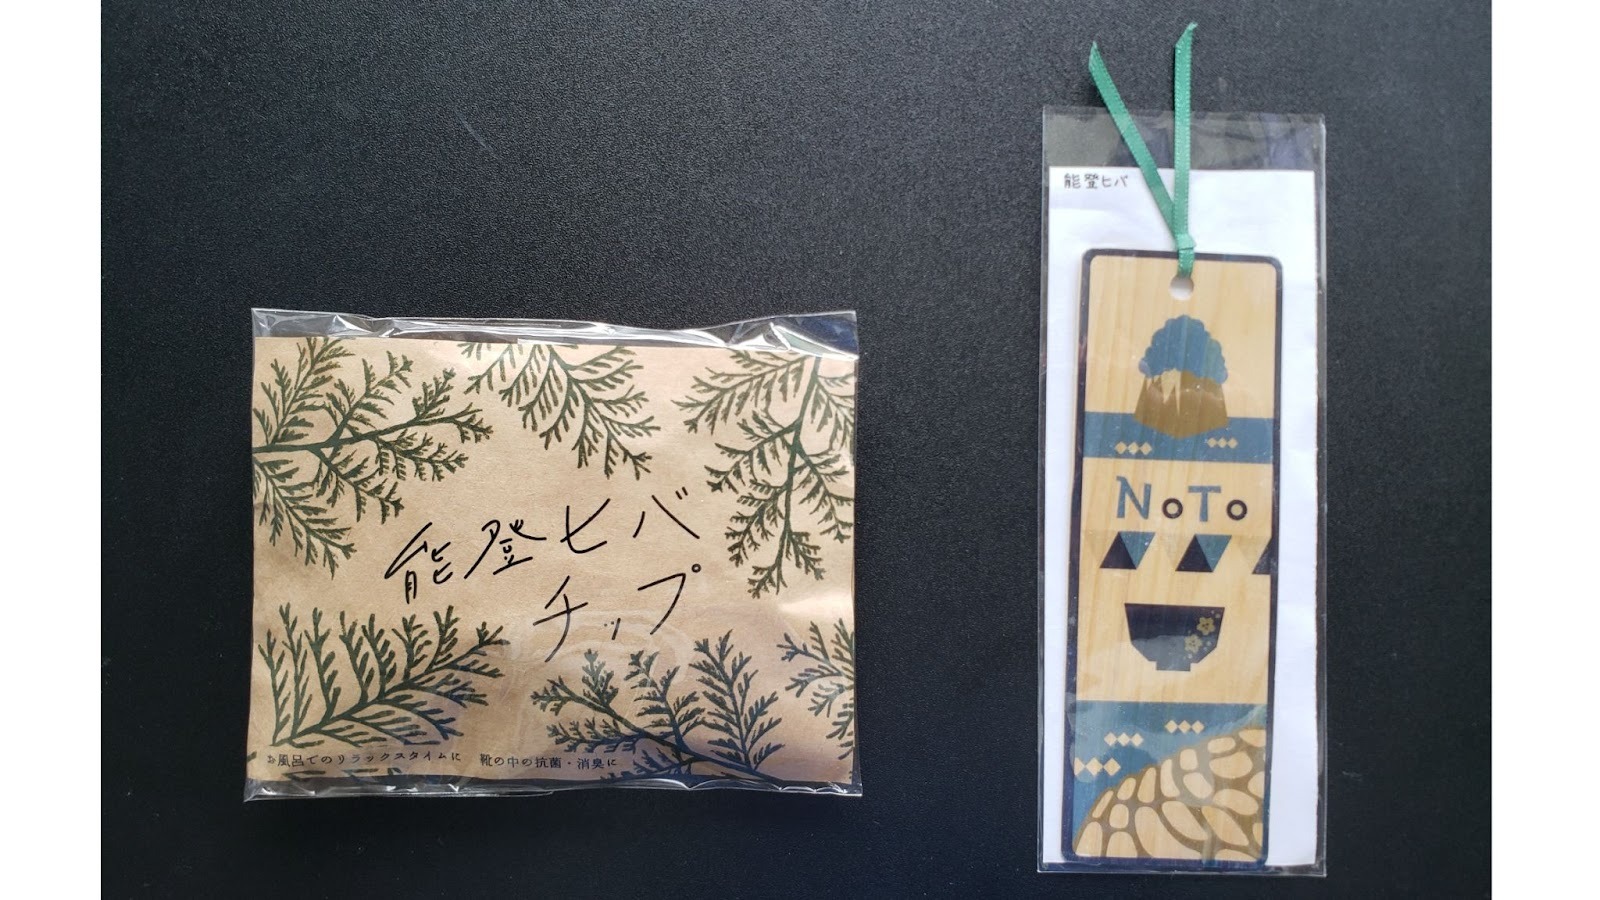 能登ヒバ
チップ
お風呂でのリラックスタイムに 靴の中の抗菌・消臭に
能登ヒバ
NoTo